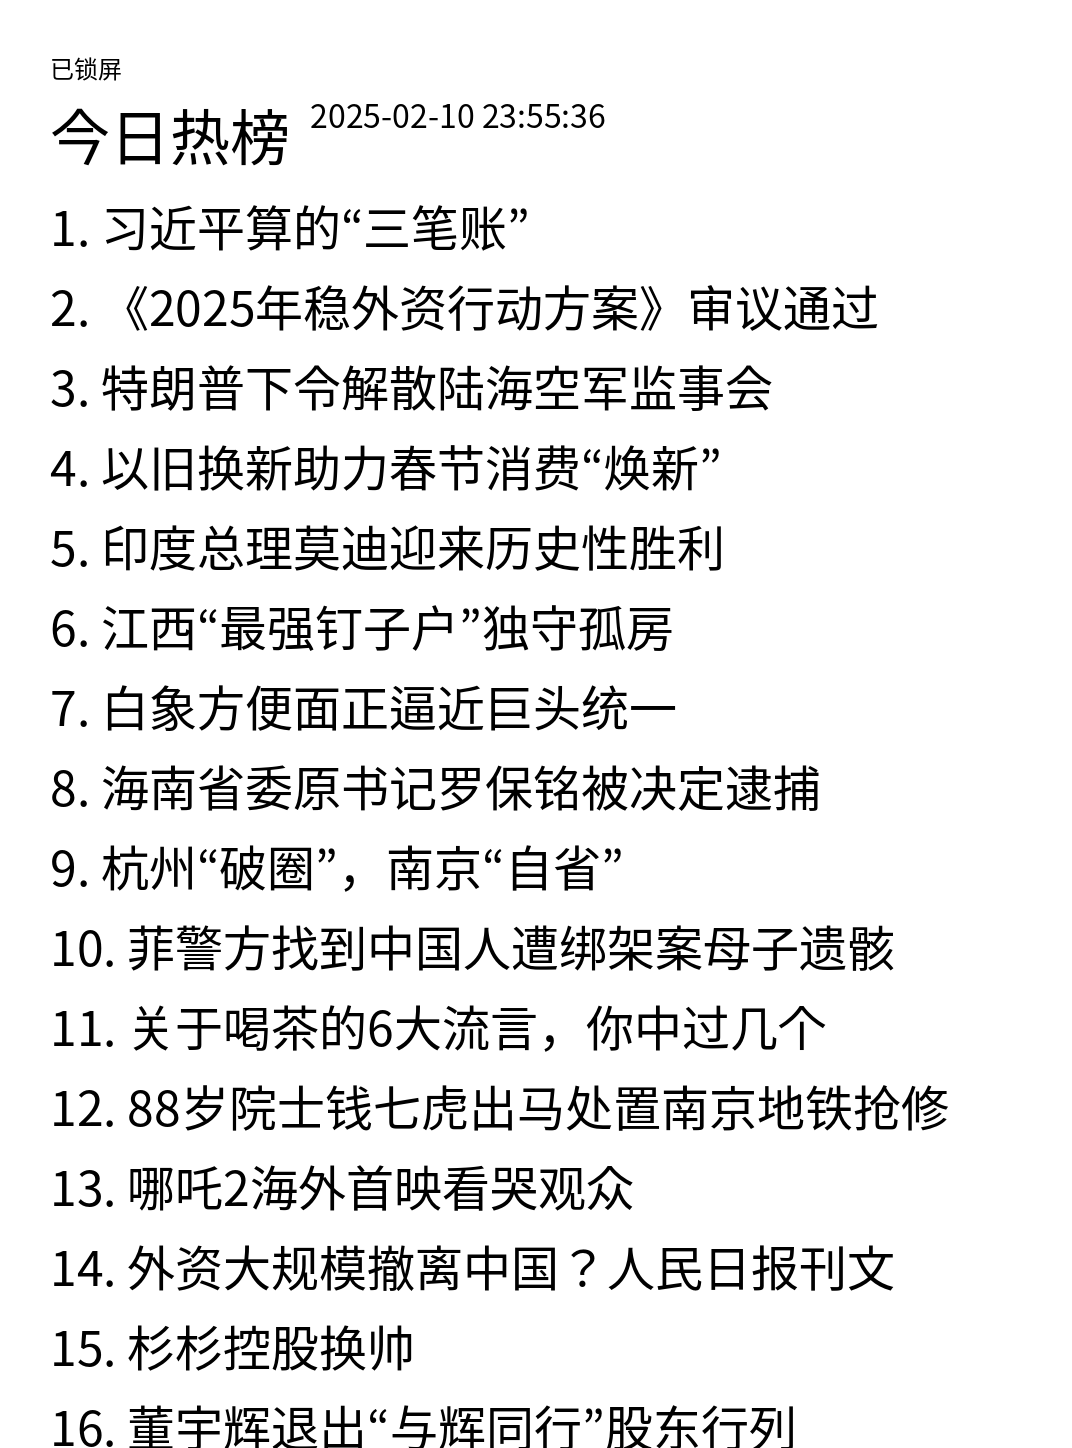 已锁屏
今日热榜 2025-02-10 23:55:36
1. 习近平算的“三笔账”
2. 《2025年稳外资行动方案》审议通过
3. 特朗普下令解散陆海空军监事会
4. 以旧换新助力春节消费“焕新”
5. 印度总理莫迪迎来历史性胜利
6. 江西“最强钉子户”独守孤房
7. 白象方便面正逼近巨头统一
8. 海南省委原书记罗保铭被决定逮捕
9. 杭州“破圈”，南京“自省”
10. 菲警方找到中国人遭绑架案母子遗骸
11. 关于喝茶的6大流言，你中过几个
12. 88岁院士钱七虎出马处置南京地铁抢修
13. 哪吒2海外首映看哭观众
14. 外资大规模撤离中国？人民日报刊文
15. 杉杉控股换帅
16. 董宇辉退出“与辉同行”股东行列